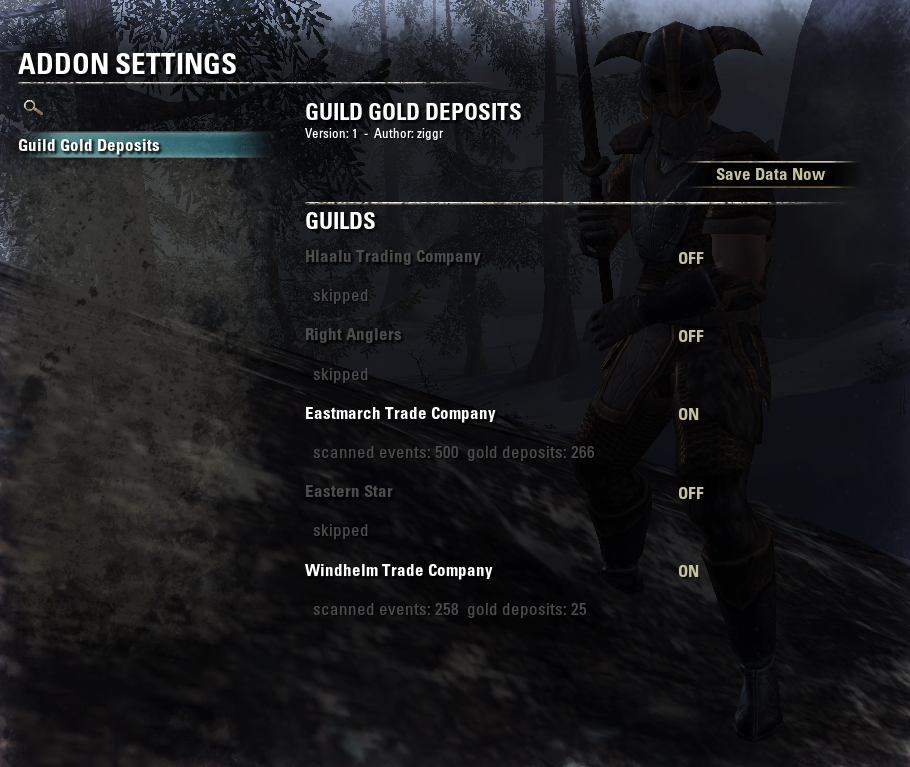 ADDON SETTINGS
GUILD GOLD DEPOSITS
Version: 1 - Author: ziggr
Guild Gold Deposits
Save Data Now
GUILDS
Hlaalu Trading Company OFF
skipped
Right Anglers OFF
skipped
Eastmarch Trade Company ON
scanned events: 500 gold deposits: 266
Eastern Star OFF
skipped
Windhelm Trade Company ON
scanned events: 258 gold deposits: 25